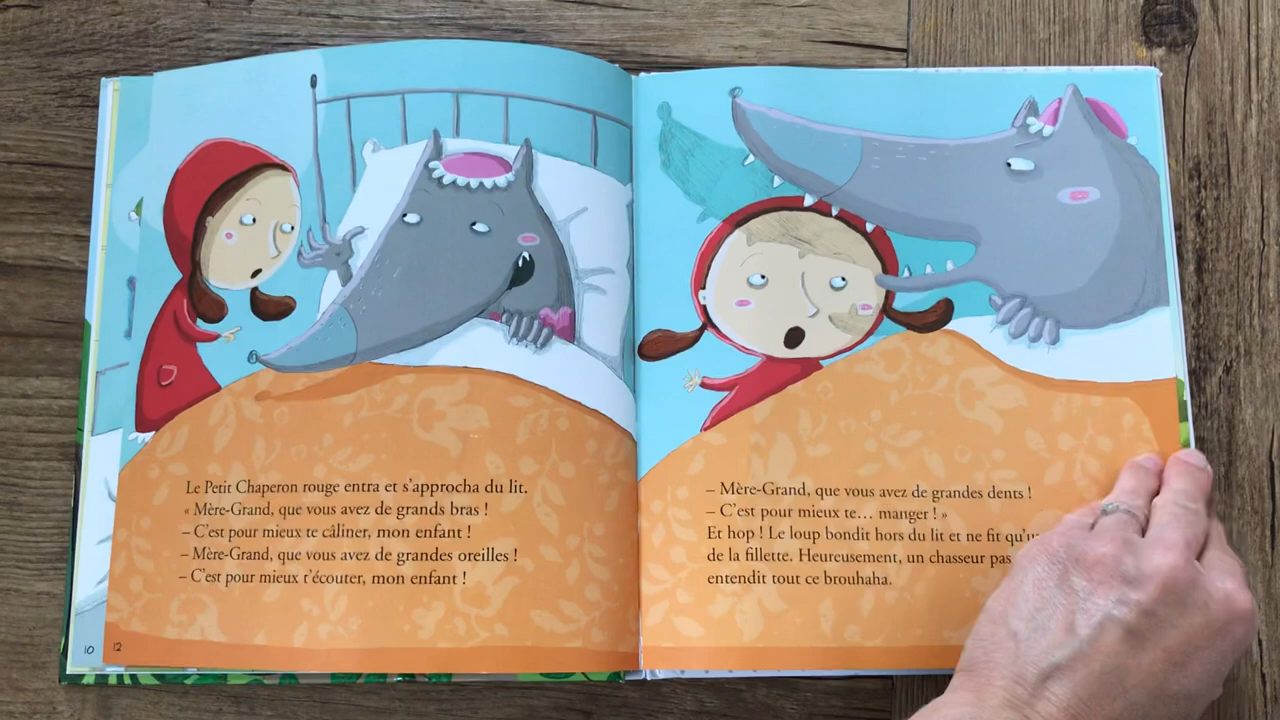 Le Petit Chaperon rouge entra et s'approcha du lit.
« Mère-Grand, que vous avez de grands bras !
– C'est pour mieux te câliner, mon enfant !
– Mère-Grand, que vous avez de grandes oreilles !
– C'est pour mieux t'écouter, mon enfant !
10
12
– Mère-Grand, que vous avez de grandes dents !
– C'est pour mieux te… manger ! »
Et hop ! Le loup bondit hors du lit et ne fit
de la fillette. Heureusement, un chasseur
entendit tout ce brouhaha.